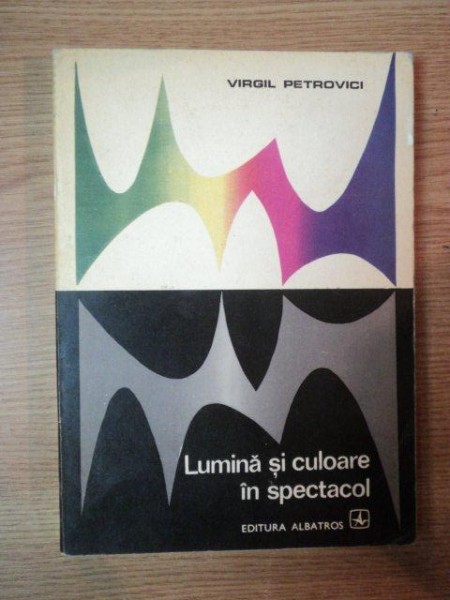 VIRGIL PETROVICI
Lumină și culoare
în spectacol
EDITURA ALBATROS